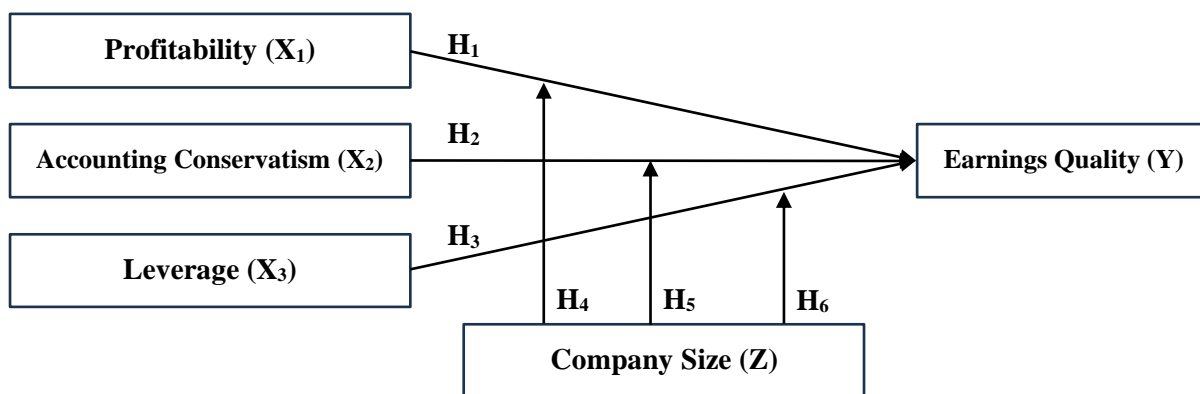 Profitability (X₁)
H₁
Accounting Conservatism (X₂)
H₂
Earnings Quality (Y)
Leverage (X₃)
H₃
H₄
H₅
H₆
Company Size (Z)